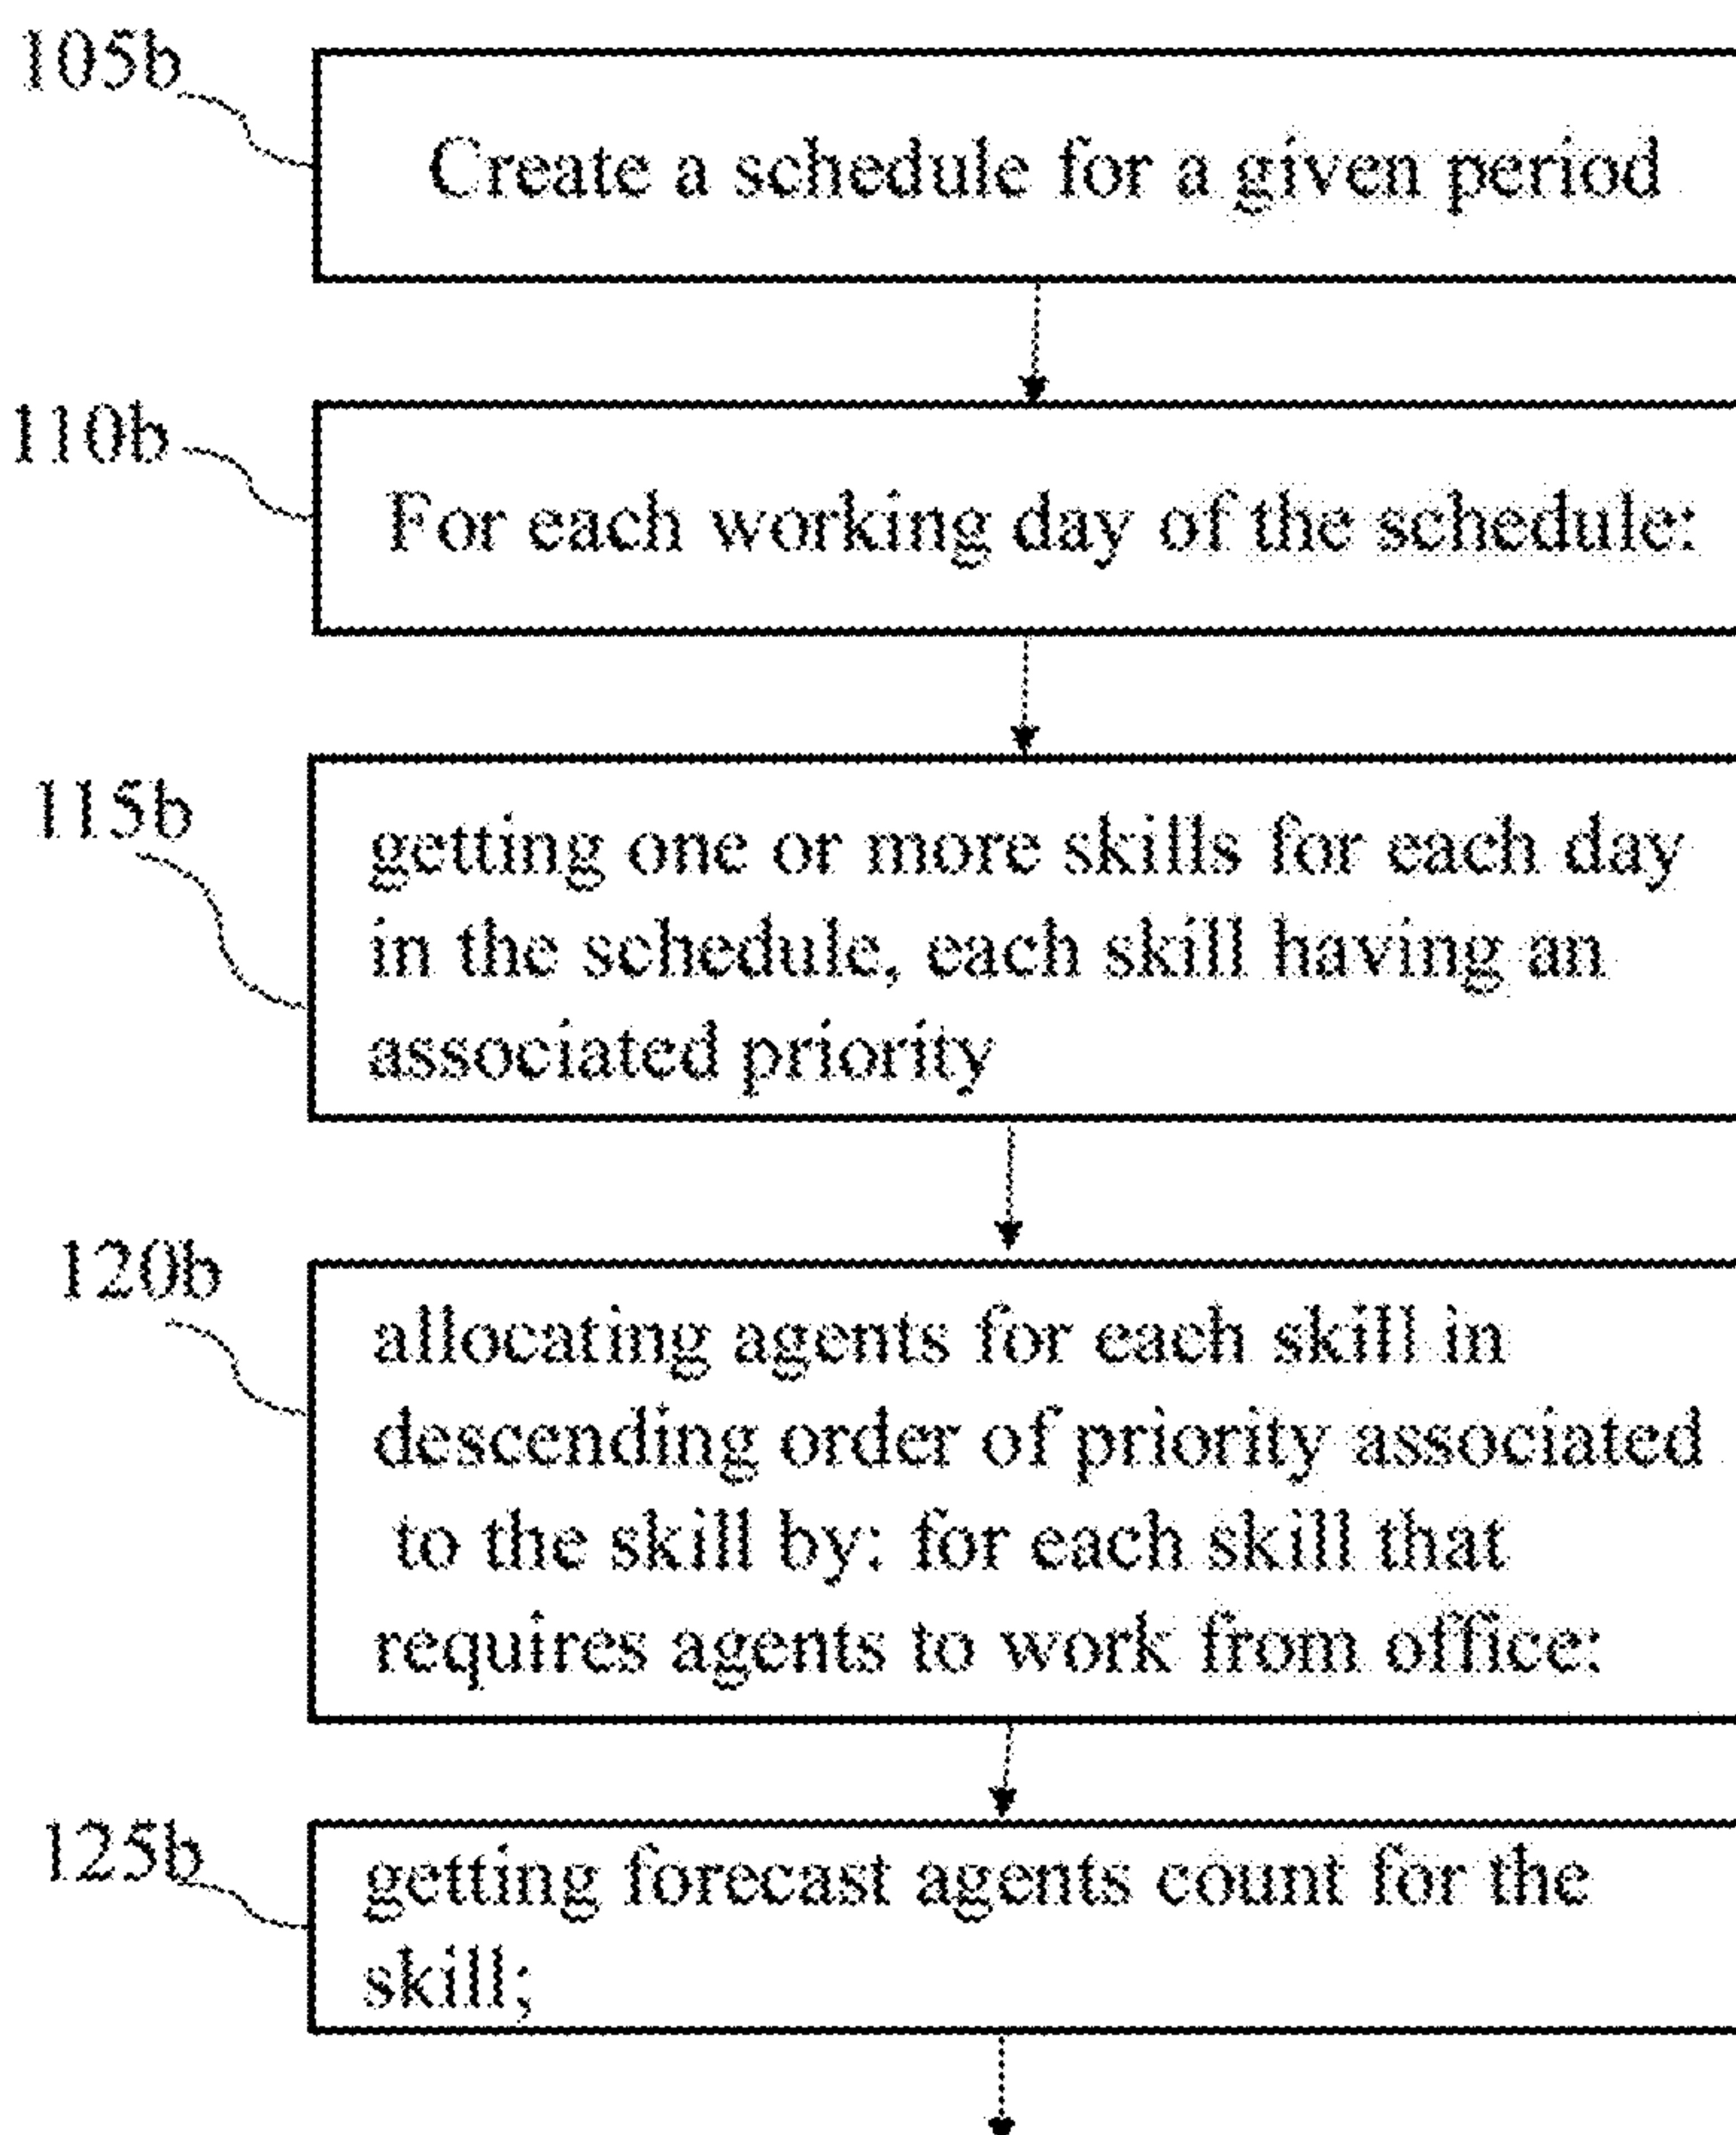 105b
Create a schedule for a given period
110b
For each working day of the schedule:
115b
getting one or more skills for each day
in the schedule, each skill having an
associated priority
120b
allocating agents for each skill in
descending order of priority associated
to the skill by: for each skill that
requires agents to work from office:
125b
getting forecast agents count for the
skill;